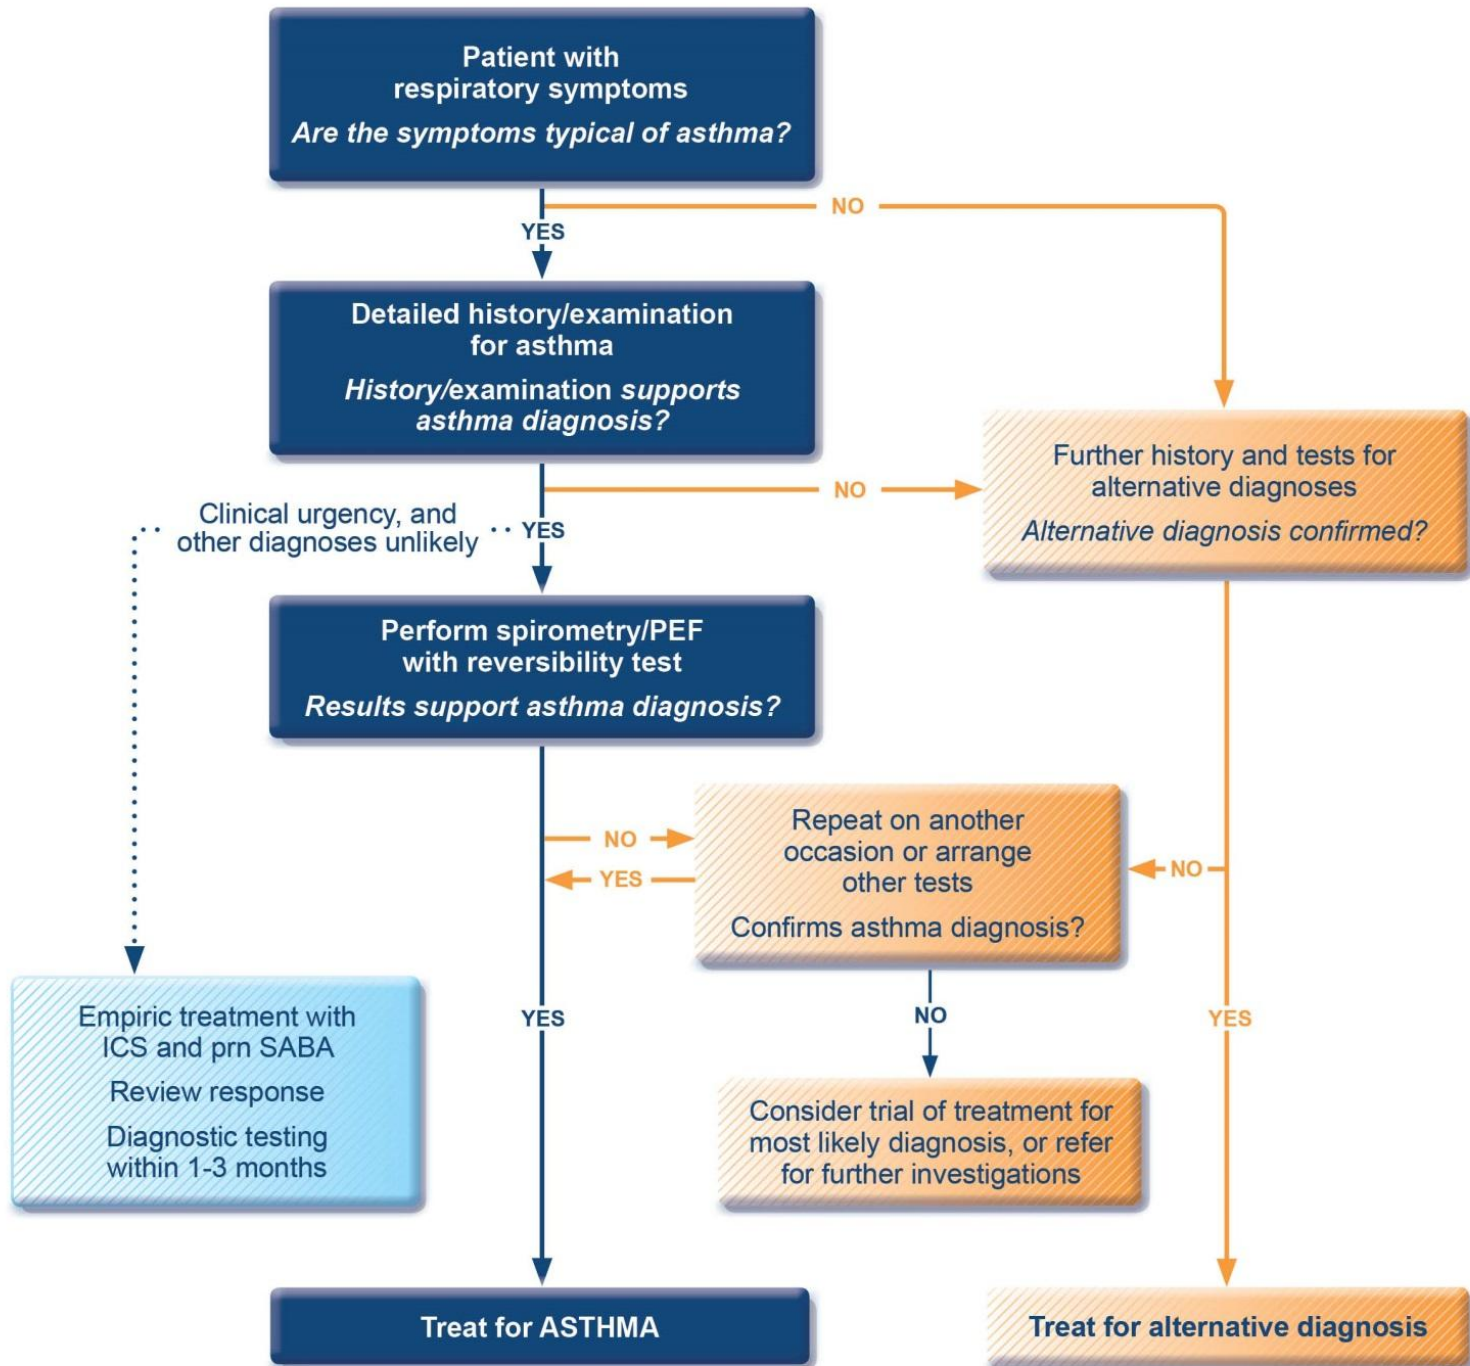 Patient with
respiratory symptoms
Are the symptoms typical of asthma?
NO
YES
Detailed history/examination
for asthma
History/examination supports
asthma diagnosis?
Further history and tests for
alternative diagnoses
Alternative diagnosis confirmed?
NO
Clinical urgency, and
other diagnoses unlikely
YES
Perform spirometry/PEF
with reversibility test
Results support asthma diagnosis?
Repeat on another
occasion or arrange
other tests
Confirms asthma diagnosis?
NO
YES
NO
Empiric treatment with
ICS and prn SABA
Review response
Diagnostic testing
within 1-3 months
YES
NO
YES
Consider trial of treatment for
most likely diagnosis, or refer
for further investigations
Treat for ASTHMA
Treat for alternative diagnosis